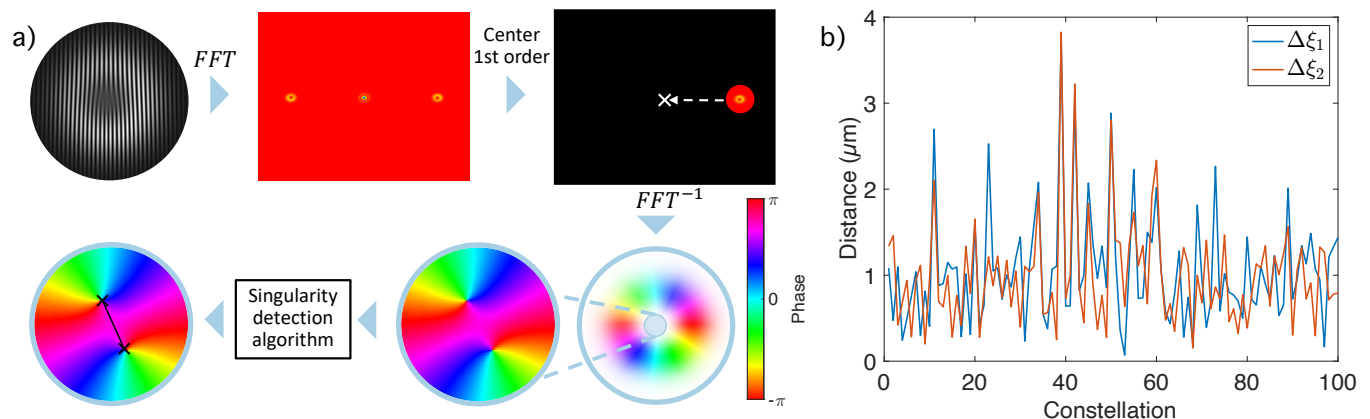 a)
FFT
Center
1st order
FFT⁻¹
π
0
-π
Phase
Singularity
detection
algorithm
b)
4
3
2
1
0
Distance (μm)
Δξ₁
Δξ₂
0
20
40
60
80
100
Constellation